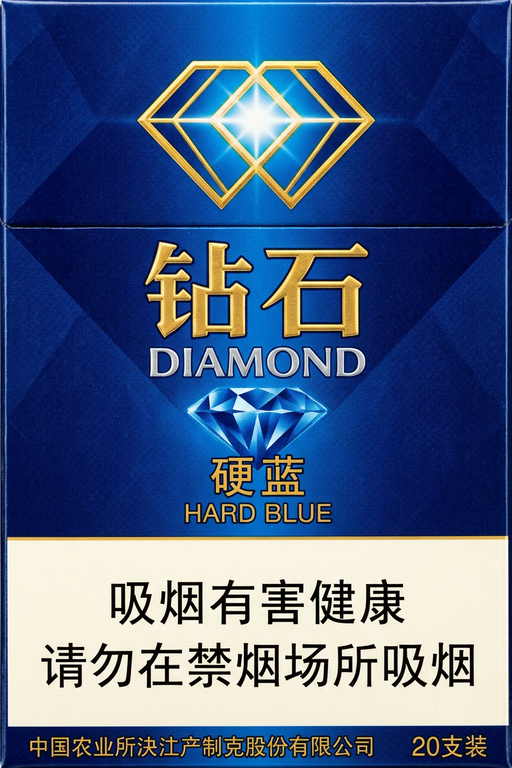 钻石
DIAMOND
硬蓝
HARD BLUE
吸烟有害健康
请勿在禁烟场所吸烟
中国农业所决江产制克股份有限公司
20支装